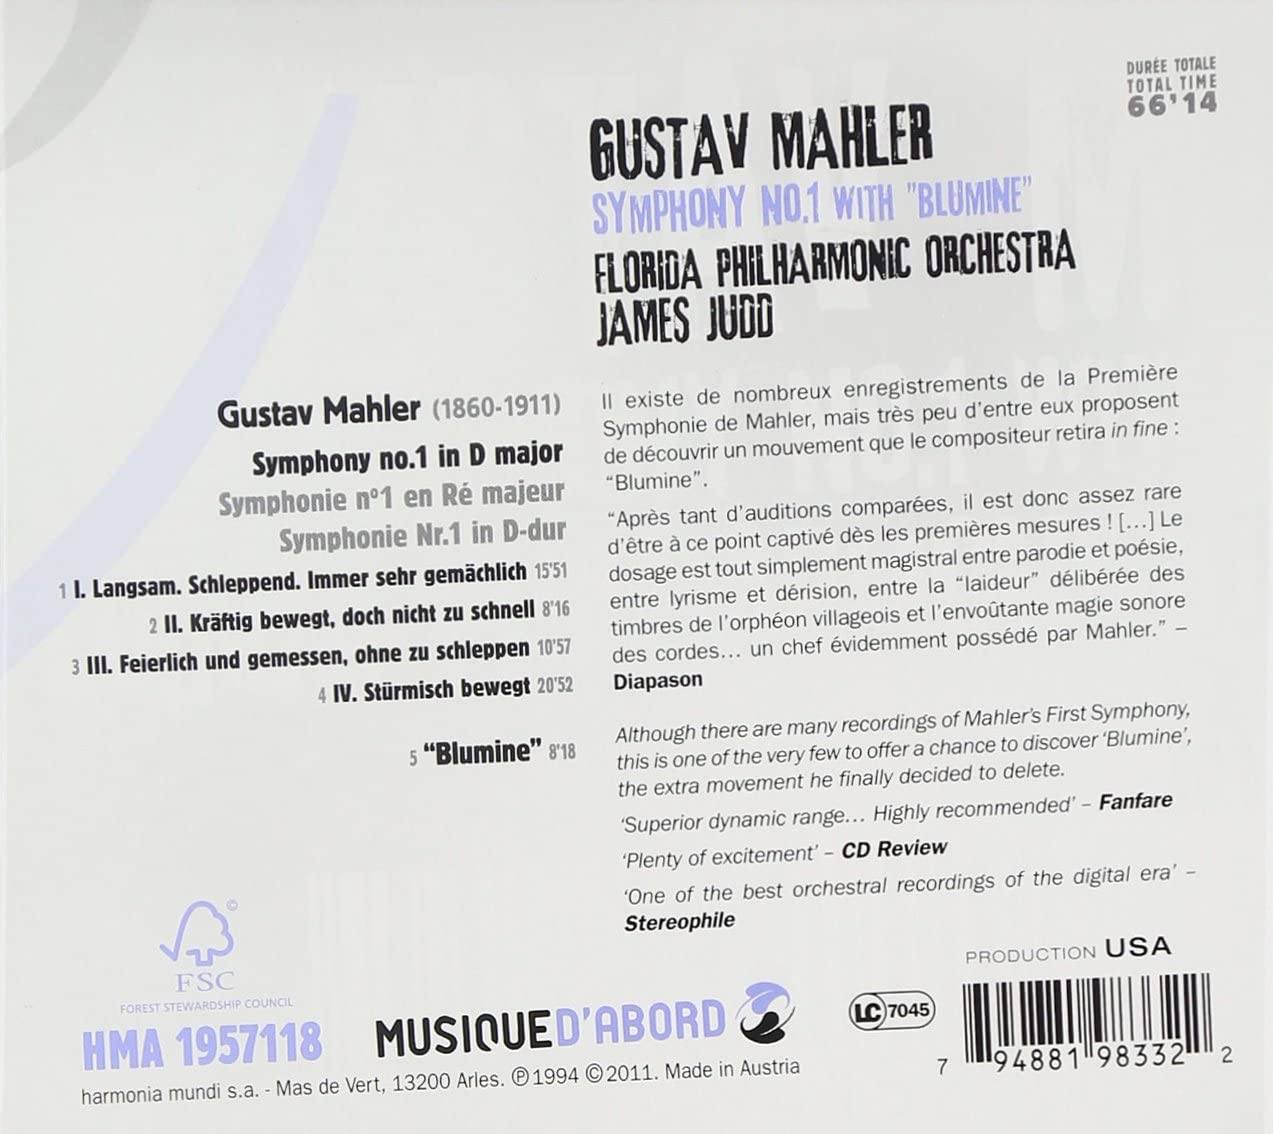 DURÉE TOTALE
TOTAL TIME
66'14
GUSTAV MAHLER
SYMPHONY NO.1 WITH "BLUMINE"
FLORIDA PHILHARMONIC ORCHESTRA
JAMES JUDD
Gustav Mahler (1860-1911)
Symphony no.1 in D major
Symphonie n°1 en Ré majeur
Symphonie Nr.1 in D-dur
1 I. Langsam. Schleppend. Immer sehr gemächlich 15'51
2 II. Kräftig bewegt, doch nicht zu schnell 8'16
3 III. Feierlich und gemessen, ohne zu schleppen 10'57
4 IV. Stürmisch bewegt 20'52
5 “Blumine” 8'18
Il existe de nombreux enregistrements de la Première
Symphonie de Mahler, mais très peu d'entre eux proposent
de découvrir un mouvement que le compositeur retira in fine :
“Blumine”.
“Après tant d'auditions comparées, il est donc assez rare
d'être à ce point captivé dès les premières mesures ! [...] Le
dosage est tout simplement magistral entre parodie et poésie,
entre lyrisme et dérision, entre la “laideur” délibérée des
timbres de l'orphéon villageois et l'envoûtante magie sonore
des cordes... un chef évidemment possédé par Mahler.” –
Diapason
Although there are many recordings of Mahler's First Symphony,
this is one of the very few to offer a chance to discover ‘Blumine’,
the extra movement he finally decided to delete.
‘Superior dynamic range... Highly recommended’ – Fanfare
‘Plenty of excitement’ – CD Review
‘One of the best orchestral recordings of the digital era’ –
Stereophile
©
FSC
FOREST STEWARDSHIP COUNCIL
HMA 1957118
MUSIQUE D'ABORD
harmonia mundi s.a. - Mas de Vert, 13200 Arles. ℗1994 ©2011. Made in Austria
LC 7045
PRODUCTION USA
7 94881 98332 2